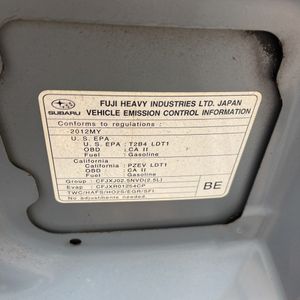 FUJI HEAVY INDUSTRIES LTD. JAPAN
SUBARU VEHICLE EMISSION CONTROL INFORMATION
Conforms to regulations :
2012MY
U. S. EPA
U. S. EPA : T2B4 LDT1
OBD : CA II
Fuel : Gasoline
California
California : PZEV LDT1
OBD : CA II
Fuel : Gasoline
Group : CFJXJ02.5NVD(2.5L)
Evap : CFJXR01254CP
TWC/HAFS/HO2S/EGR/SFI
No adjustments needed.
BE